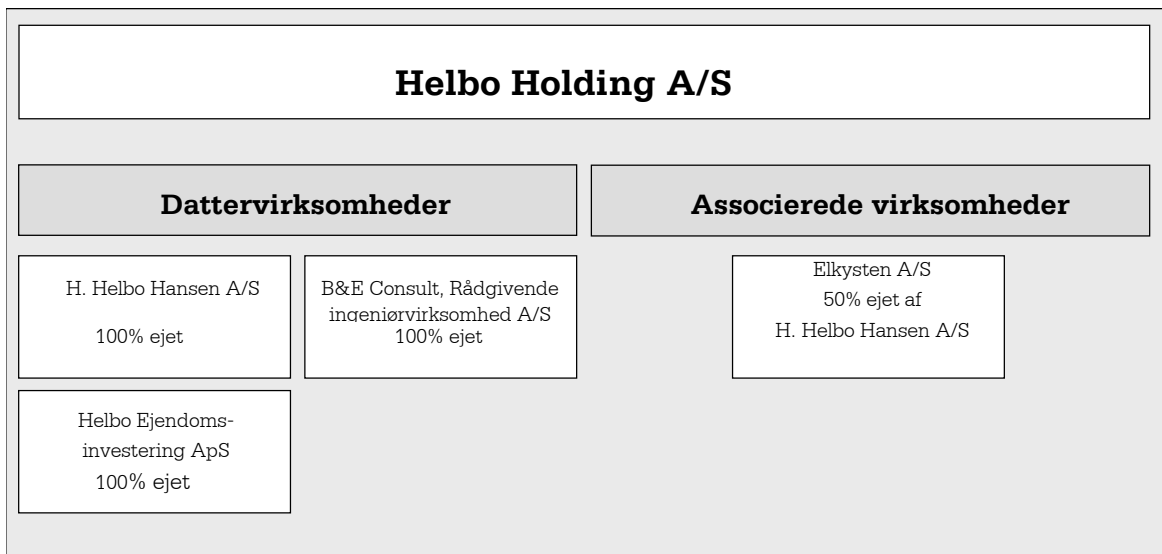 Helbo Holding A/S
Dattervirksomheder
Associerede virksomheder
H. Helbo Hansen A/S
100% ejet
B&E Consult, Rådgivende
ingeniørvirksomhed A/S
100% ejet
Elkysten A/S
50% ejet af
H. Helbo Hansen A/S
Helbo Ejendoms-
investering ApS
100% ejet